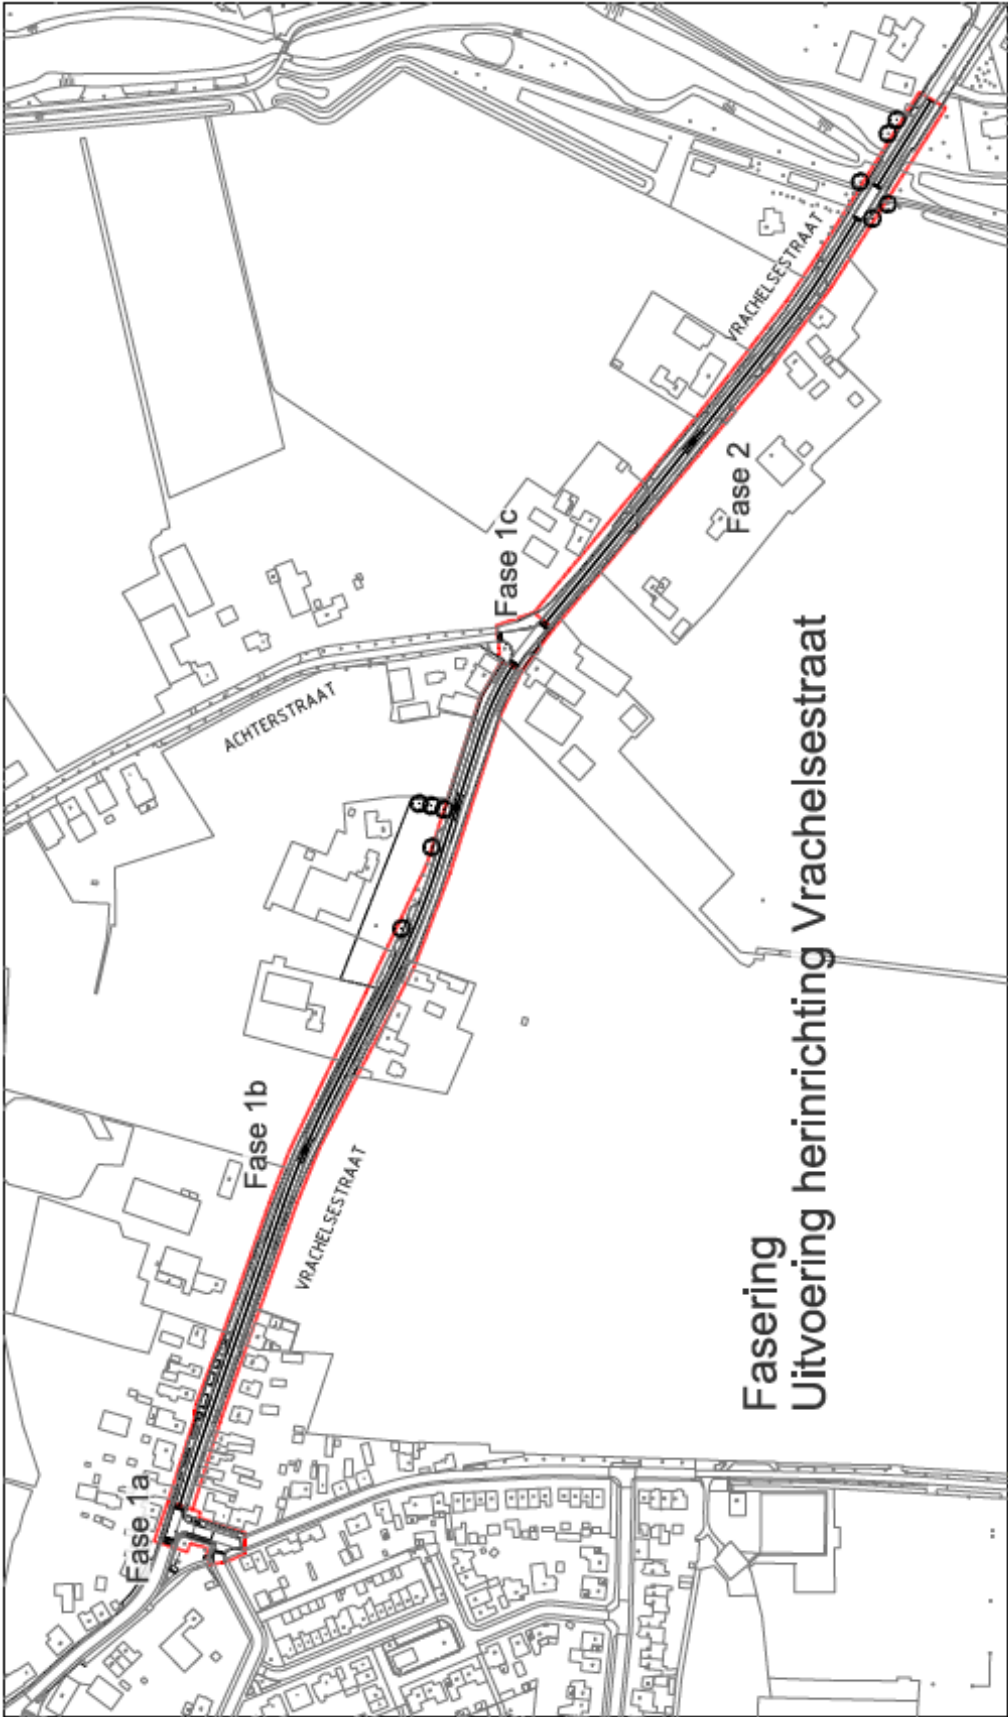 Fase 1a
Fase 1b
VRACHELSESTRAAT
ACHTERSTRAAT
Fase 1c
Fase 2
VRACHELSESTRAAT
Fasering
Uitvoering herinrichting Vrachelsestraat